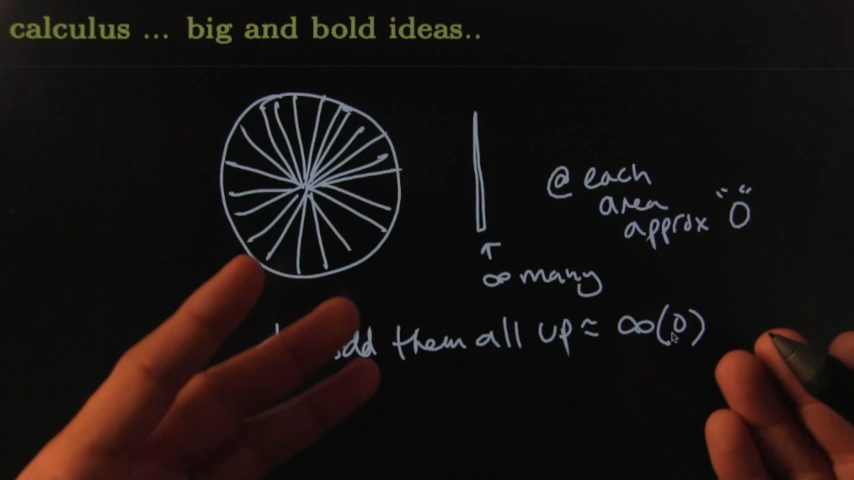 calculus ... big and bold ideas..
@ each
area
approx "0"
∞ many
add them all up ≈ ∞(0)